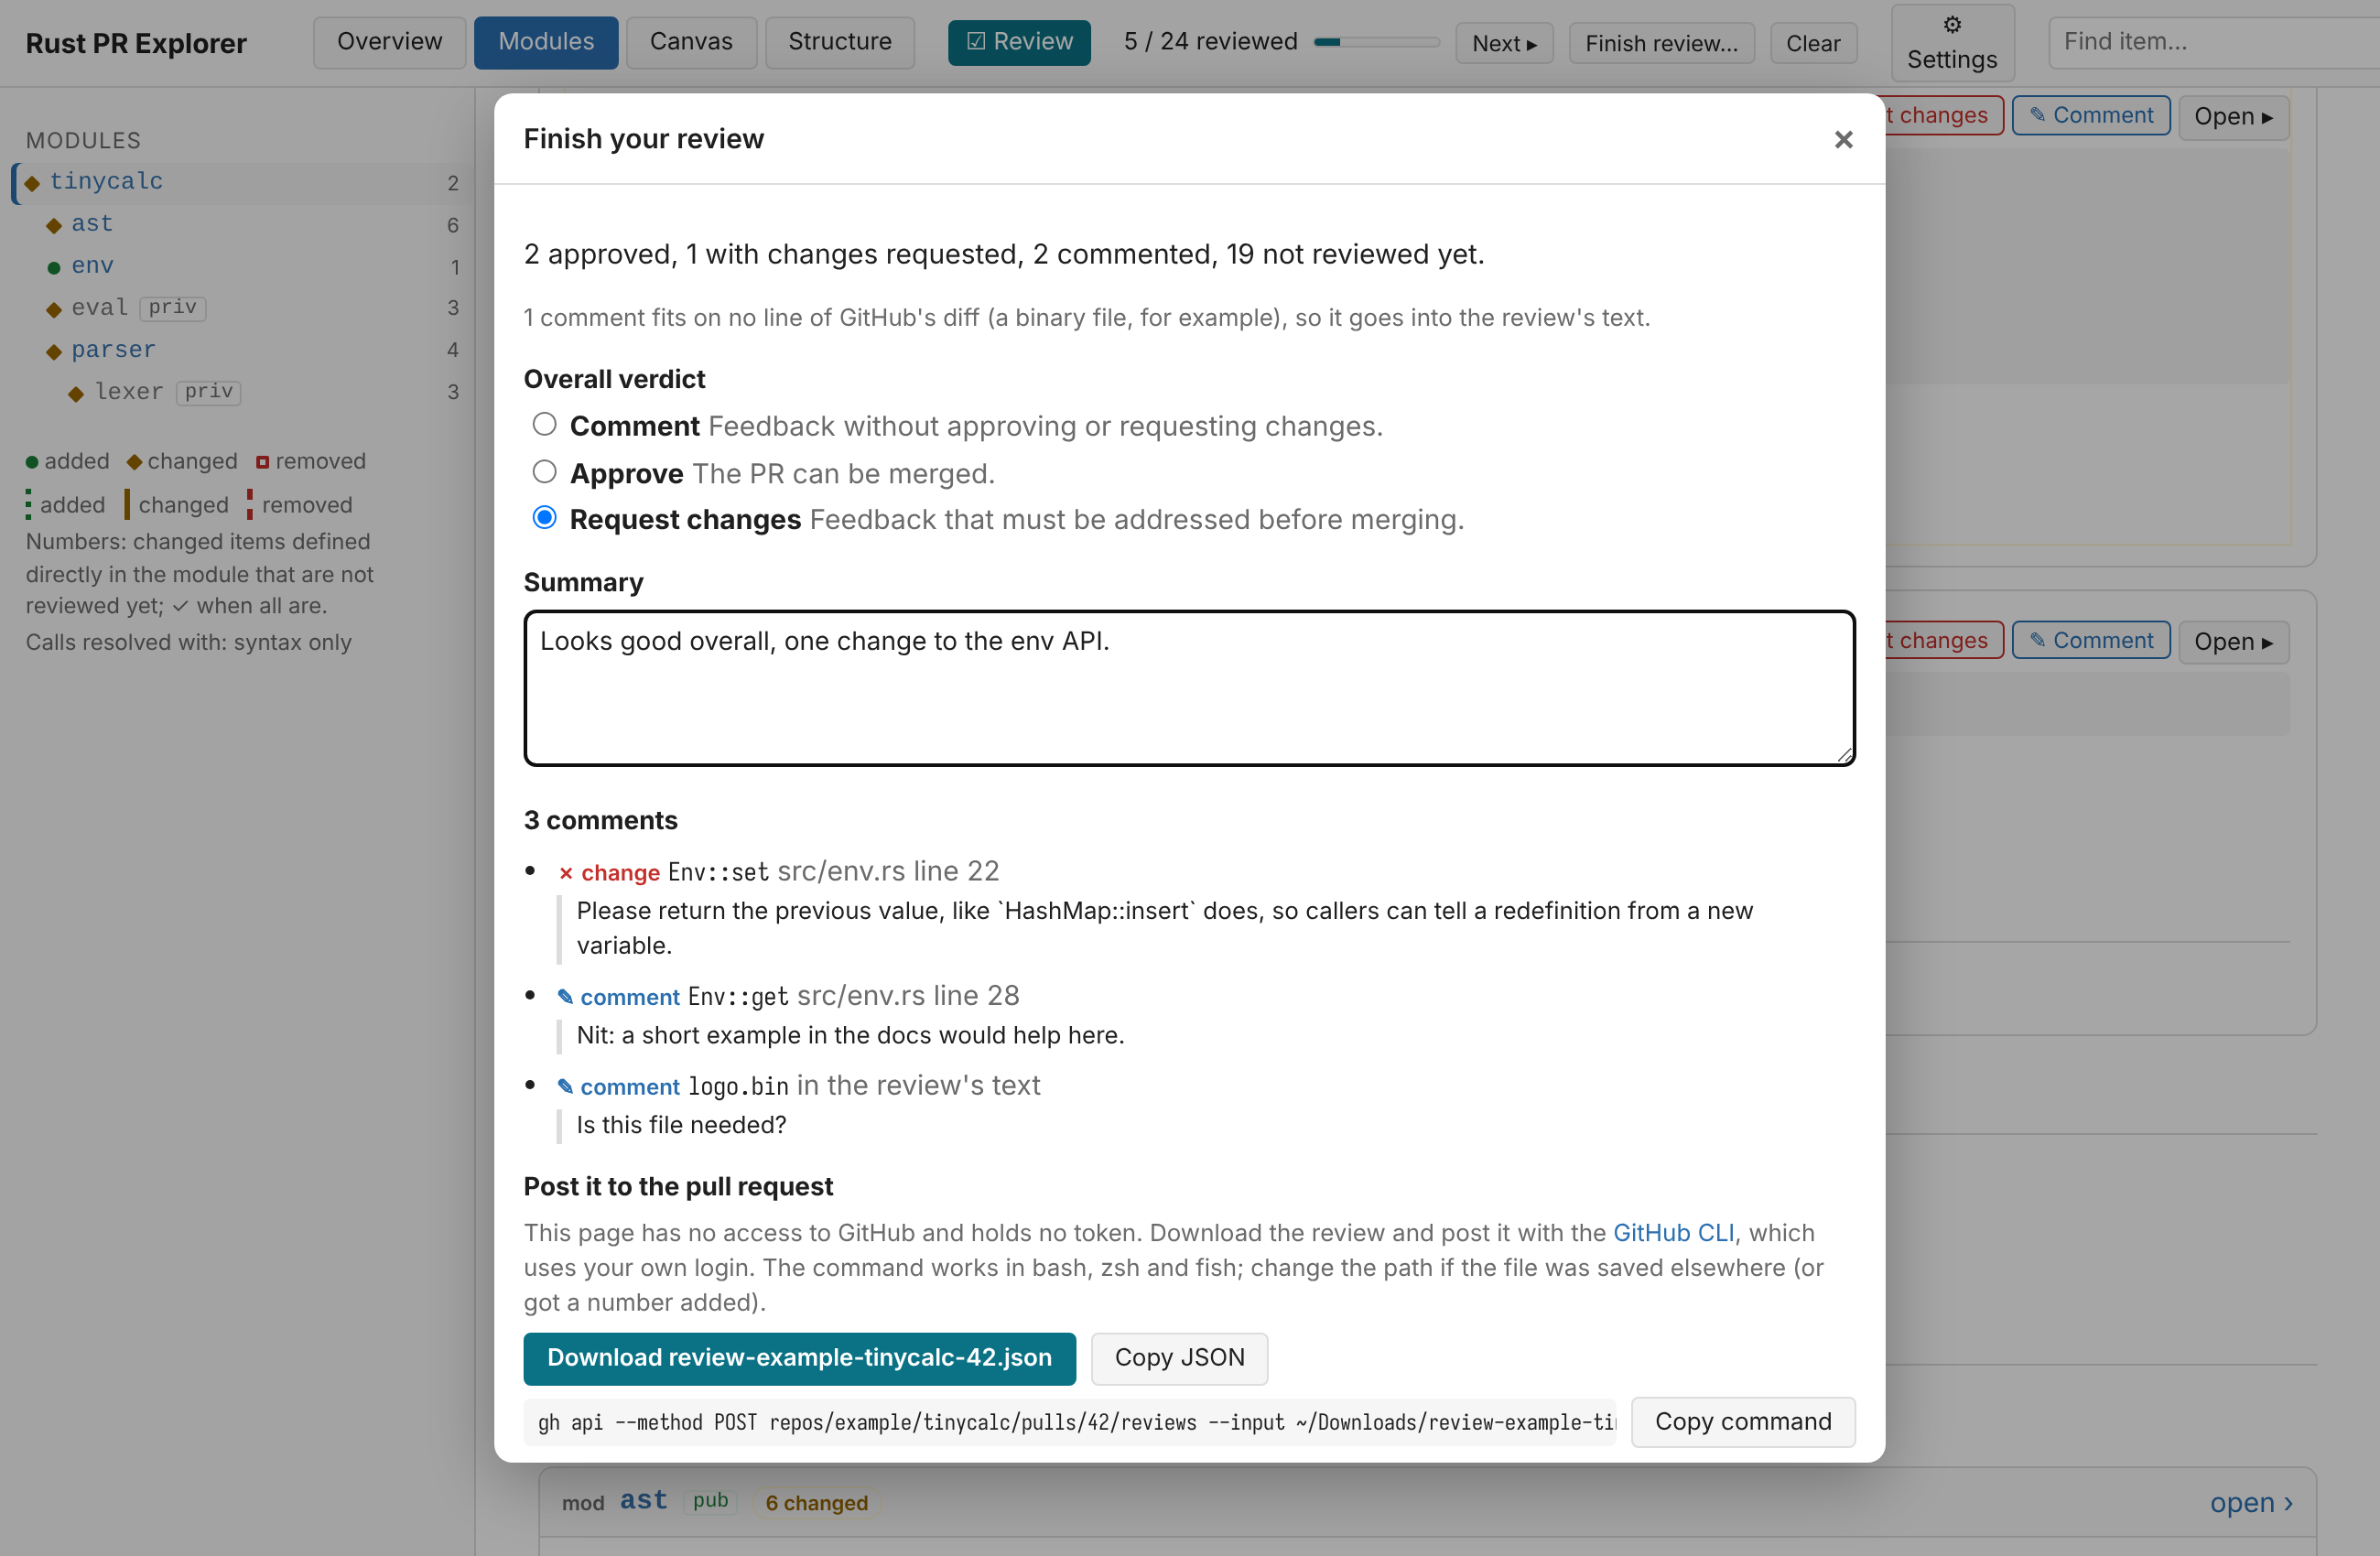 Rust PR Explorer
Overview
Modules
Canvas
Structure
☑ Review
5 / 24 reviewed
Next ▸
Finish review...
Clear
⚙ Settings
Find item...
MODULES
tinycalc 2
ast 6
env 1
eval priv 3
parser 4
lexer priv 3
added changed removed
added changed removed
Numbers: changed items defined
directly in the module that are not
reviewed yet; ✓ when all are.
Calls resolved with: syntax only
t changes
✎ Comment
Open ▸
t changes
✎ Comment
Open ▸
Finish your review
×
2 approved, 1 with changes requested, 2 commented, 19 not reviewed yet.
1 comment fits on no line of GitHub's diff (a binary file, for example), so it goes into the review's text.
Overall verdict
Comment Feedback without approving or requesting changes.
Approve The PR can be merged.
Request changes Feedback that must be addressed before merging.
Summary
Looks good overall, one change to the env API.
3 comments
• × change Env::set src/env.rs line 22
Please return the previous value, like `HashMap::insert` does, so callers can tell a redefinition from a new
variable.
• ✎ comment Env::get src/env.rs line 28
Nit: a short example in the docs would help here.
• ✎ comment logo.bin in the review's text
Is this file needed?
Post it to the pull request
This page has no access to GitHub and holds no token. Download the review and post it with the GitHub CLI, which
uses your own login. The command works in bash, zsh and fish; change the path if the file was saved elsewhere (or
got a number added).
Download review-example-tinycalc-42.json
Copy JSON
gh api --method POST repos/example/tinycalc/pulls/42/reviews --input ~/Downloads/review-example-ti
Copy command
mod ast pub 6 changed
open ›